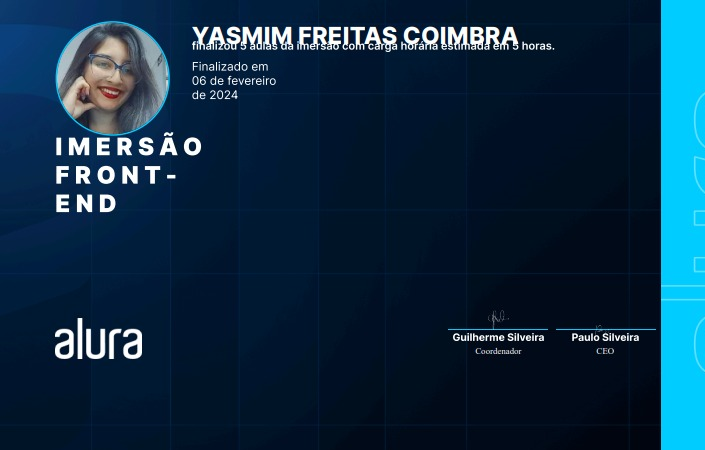 YASMIM FREITAS COIMBRA
finalizou 5 aulas da imersão com carga horária estimada em 5 horas.
Finalizado em
06 de fevereiro
de 2024
IMERSÃO
FRONT-
END
alura
Guilherme Silveira
Coordenador
Paulo Silveira
CEO